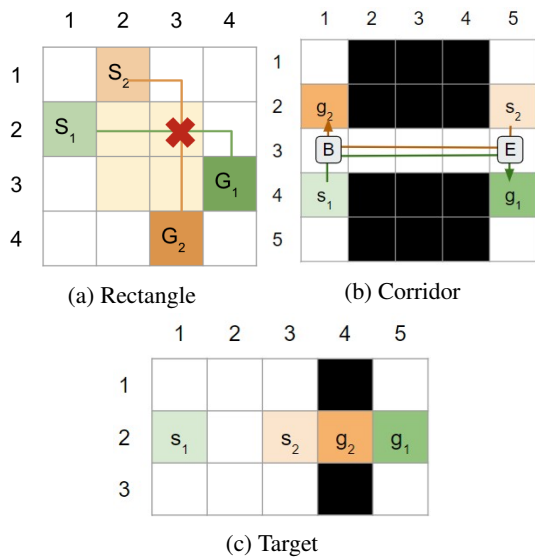 1 2 3 4
1 S₂
2 S₁
3 G₁
4 G₂
(a) Rectangle
1 2 3 4 5
1
2 g₂ s₂
3 B E
4 s₁ g₁
5
(b) Corridor
1 2 3 4 5
1
2 s₁ s₂ g₂ g₁
3
(c) Target